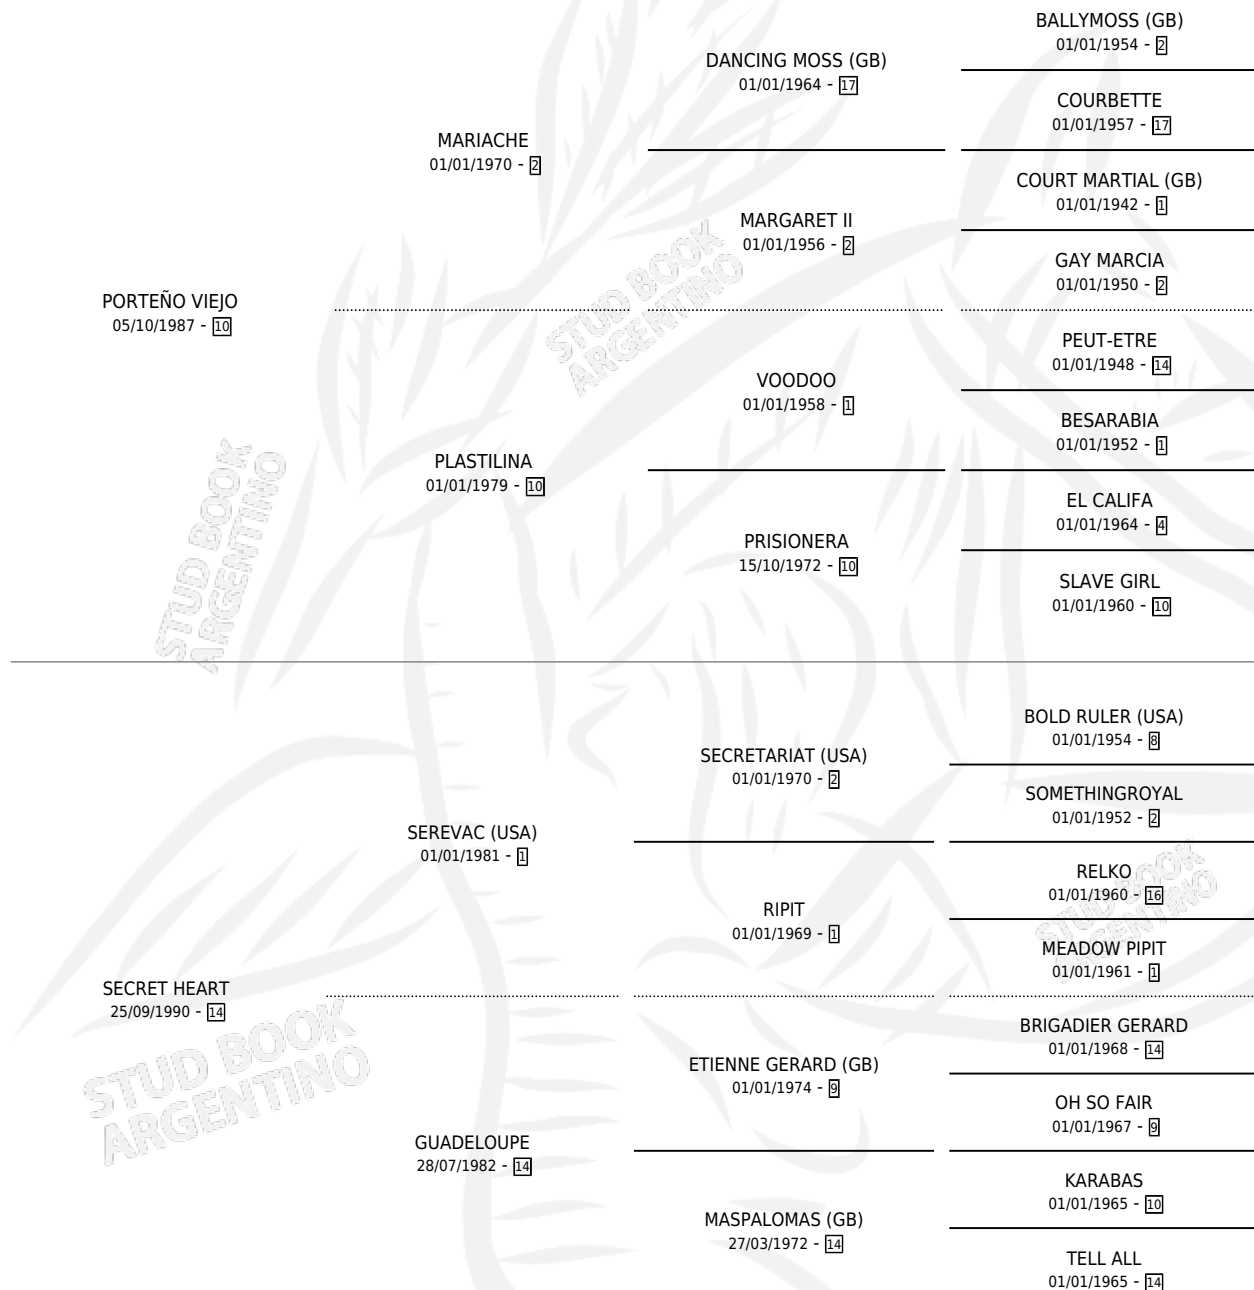 BALLYMOSS (GB)
01/01/1954 - 2
DANCING MOSS (GB)
01/01/1964 - 17
COURBETTE
01/01/1957 - 17
MARIACHE
01/01/1970 - 2
COURT MARTIAL (GB)
01/01/1942 - 1
MARGARET II
01/01/1956 - 2
GAY MARCIA
01/01/1950 - 2
PORTEÑO VIEJO
05/10/1987 - 10
STUD BOOK
ARGENTINO
PEUT-ETRE
01/01/1948 - 14
VOODOO
01/01/1958 - 1
BESARABIA
01/01/1952 - 1
PLASTILINA
01/01/1979 - 10
EL CALIFA
01/01/1964 - 4
PRISIONERA
15/10/1972 - 10
SLAVE GIRL
01/01/1960 - 10
STUD BOOK
ARGENTINO
BOLD RULER (USA)
01/01/1954 - 8
SECRETARIAT (USA)
01/01/1970 - 2
SOMETHINGROYAL
01/01/1952 - 2
SEREVAC (USA)
01/01/1981 - 1
RELKO
01/01/1960 - 16
RIPIT
01/01/1969 - 1
MEADOW PIPIT
01/01/1961 - 1
STUD BOOK
ARGENTINO
SECRET HEART
25/09/1990 - 14
BRIGADIER GERARD
01/01/1968 - 14
ETIENNE GERARD (GB)
01/01/1974 - 9
OH SO FAIR
01/01/1967 - 9
STUD BOOK
ARGENTINO
GUADELOUPE
28/07/1982 - 14
KARABAS
01/01/1965 - 10
MASPALOMAS (GB)
27/03/1972 - 14
TELL ALL
01/01/1965 - 14